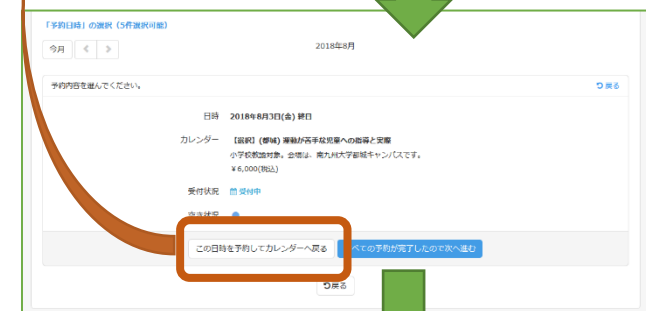 「予約日時」の選択（5件選択可能）
今月 < >
2018年8月
予約内容を選んでください。
戻る
日時 2018年8月3日(金) 終日
カレンダー 【選択】(都城) 運動が苦手な児童への指導と実際
小学校教諭対象。会場は、南九州大学都城キャンパスです。
￥6,000(税込)
受付状況 受付中
空き状況
この日時を予約してカレンダーへ戻る
べての予約が完了したので次へ進む
戻る